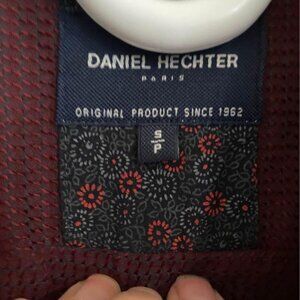 DANIEL HECHTER
PARIS
ORIGINAL PRODUCT SINCE 1962
S
P